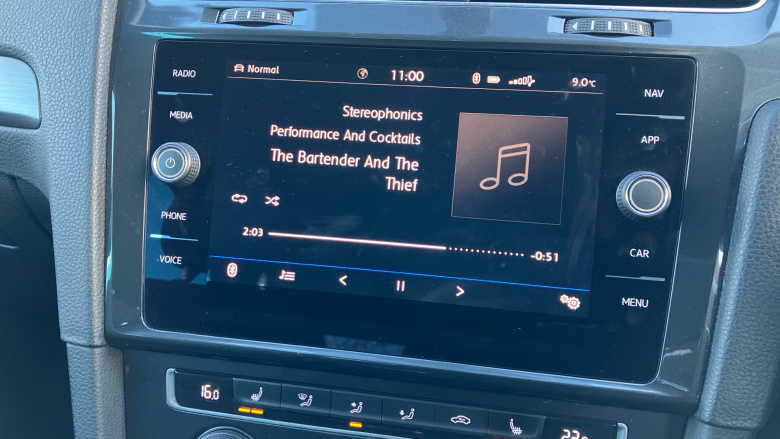 RADIO
MEDIA
PHONE
VOICE
Normal
11:00
9.0°C
Stereophonics
Performance And Cocktails
The Bartender And The
Thief
2:03
-0:51
NAV
APP
CAR
MENU
16.0